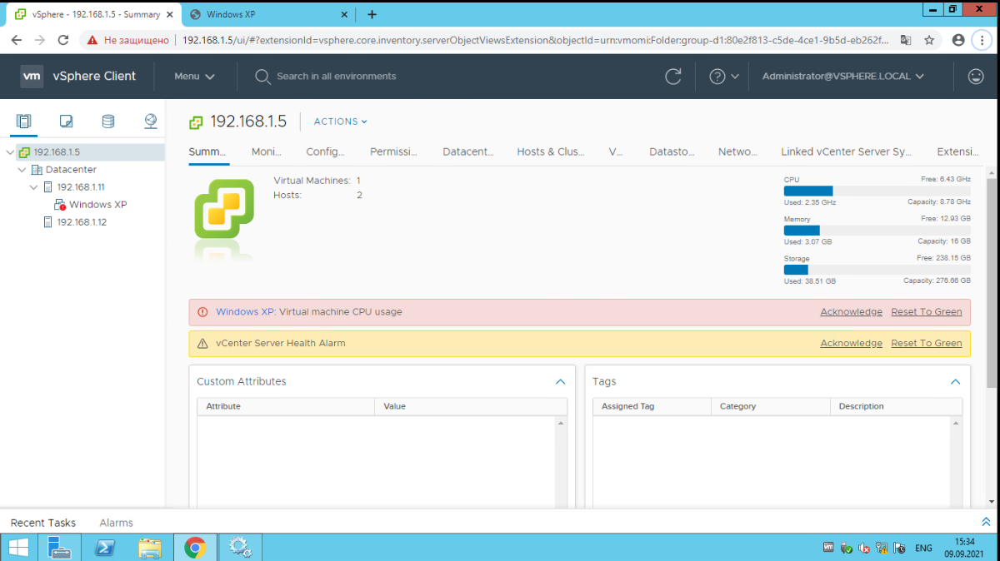 vSphere - 192.168.1.5 - Summary
Windows XP
Не защищено
192.168.1.5/ui/#?extensionId=vsphere.core.inventory.serverObjectViewsExtension&objectId=urn:vmomi:Folder:group-d1:80e2f813-c5de-4ce1-9b5d-eb262f...
vm vSphere Client
Menu
Search in all environments
Administrator@VSPHERE.LOCAL
192.168.1.5
Datacenter
192.168.1.11
Windows XP
192.168.1.12
192.168.1.5
ACTIONS
Summ... Moni... Config... Permissi... Datacent... Hosts & Clus... V... Datasto... Netwo... Linked vCenter Server Sy... Extensi...
Virtual Machines: 1
Hosts: 2
CPU Free: 6.43 GHz
Used: 2.35 GHz Capacity: 8.78 GHz
Memory Free: 12.93 GB
Used: 3.07 GB Capacity: 16 GB
Storage Free: 238.15 GB
Used: 38.51 GB Capacity: 276.66 GB
Windows XP: Virtual machine CPU usage Acknowledge Reset To Green
vCenter Server Health Alarm Acknowledge Reset To Green
Custom Attributes
Attribute Value
Tags
Assigned Tag Category Description
Recent Tasks Alarms
ENG
15:34
09.09.2021